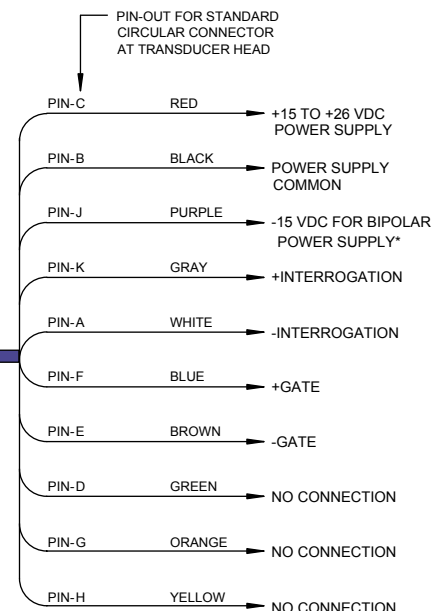 PIN-OUT FOR STANDARD
CIRCULAR CONNECTOR
AT TRANSDUCER HEAD
PIN-C RED +15 TO +26 VDC
POWER SUPPLY
PIN-B BLACK POWER SUPPLY
COMMON
PIN-J PURPLE -15 VDC FOR BIPOLAR
POWER SUPPLY*
PIN-K GRAY +INTERROGATION
PIN-A WHITE -INTERROGATION
PIN-F BLUE +GATE
PIN-E BROWN -GATE
PIN-D GREEN NO CONNECTION
PIN-G ORANGE NO CONNECTION
PIN-H YELLOW NO CONNECTION